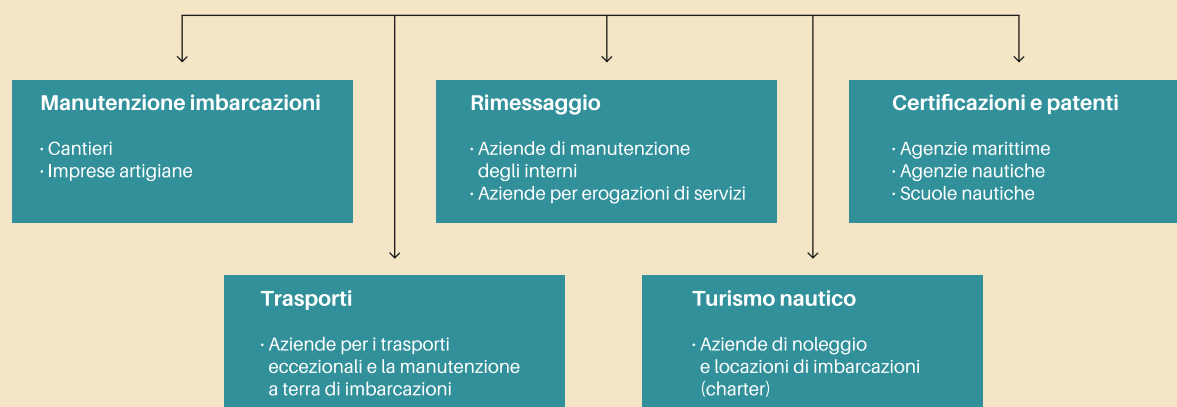 Manutenzione imbarcazioni
· Cantieri
· Imprese artigiane
Rimessaggio
· Aziende di manutenzione
degli interni
· Aziende per erogazioni di servizi
Certificazioni e patenti
· Agenzie marittime
· Agenzie nautiche
· Scuole nautiche
Trasporti
· Aziende per i trasporti
eccezionali e la manutenzione
a terra di imbarcazioni
Turismo nautico
· Aziende di noleggio
e locazioni di imbarcazioni
(charter)